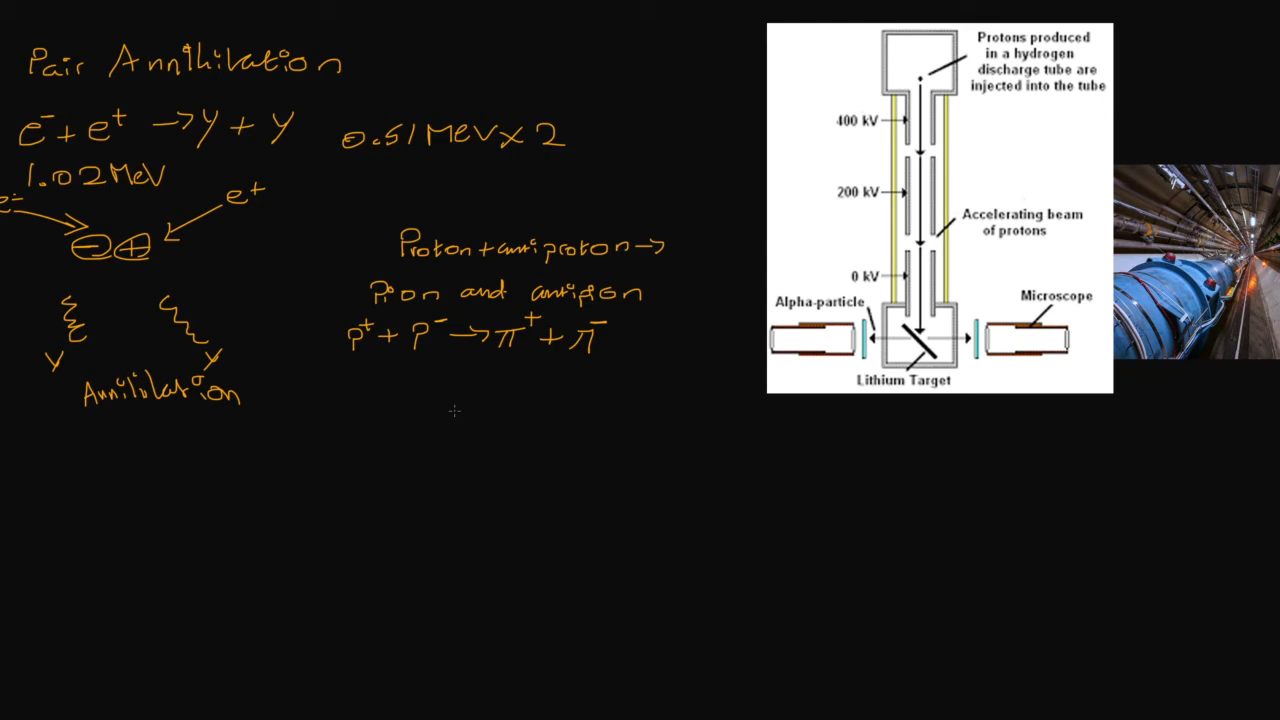 Pair Annihilation
e⁻ + e⁺ → γ + γ
0.51 MeV x 2
1.02 MeV
e⁻
e⁺
− +
γ
γ
Annihilation
Proton + antiproton →
Pion and antipion
P⁺ + P⁻ → π⁺ + π⁻
Protons produced
in a hydrogen
discharge tube are
injected into the tube
400 kV
200 kV
Accelerating beam
of protons
0 kV
Alpha-particle
Microscope
Lithium Target